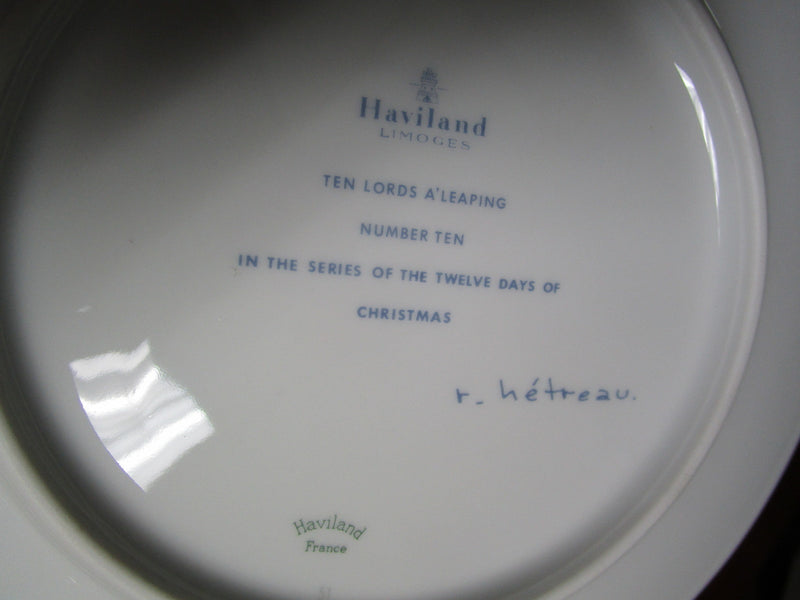 Haviland
LIMOGES
TEN LORDS A'LEAPING
NUMBER TEN
IN THE SERIES OF THE TWELVE DAYS OF
CHRISTMAS
r. hétreau.
Haviland
France